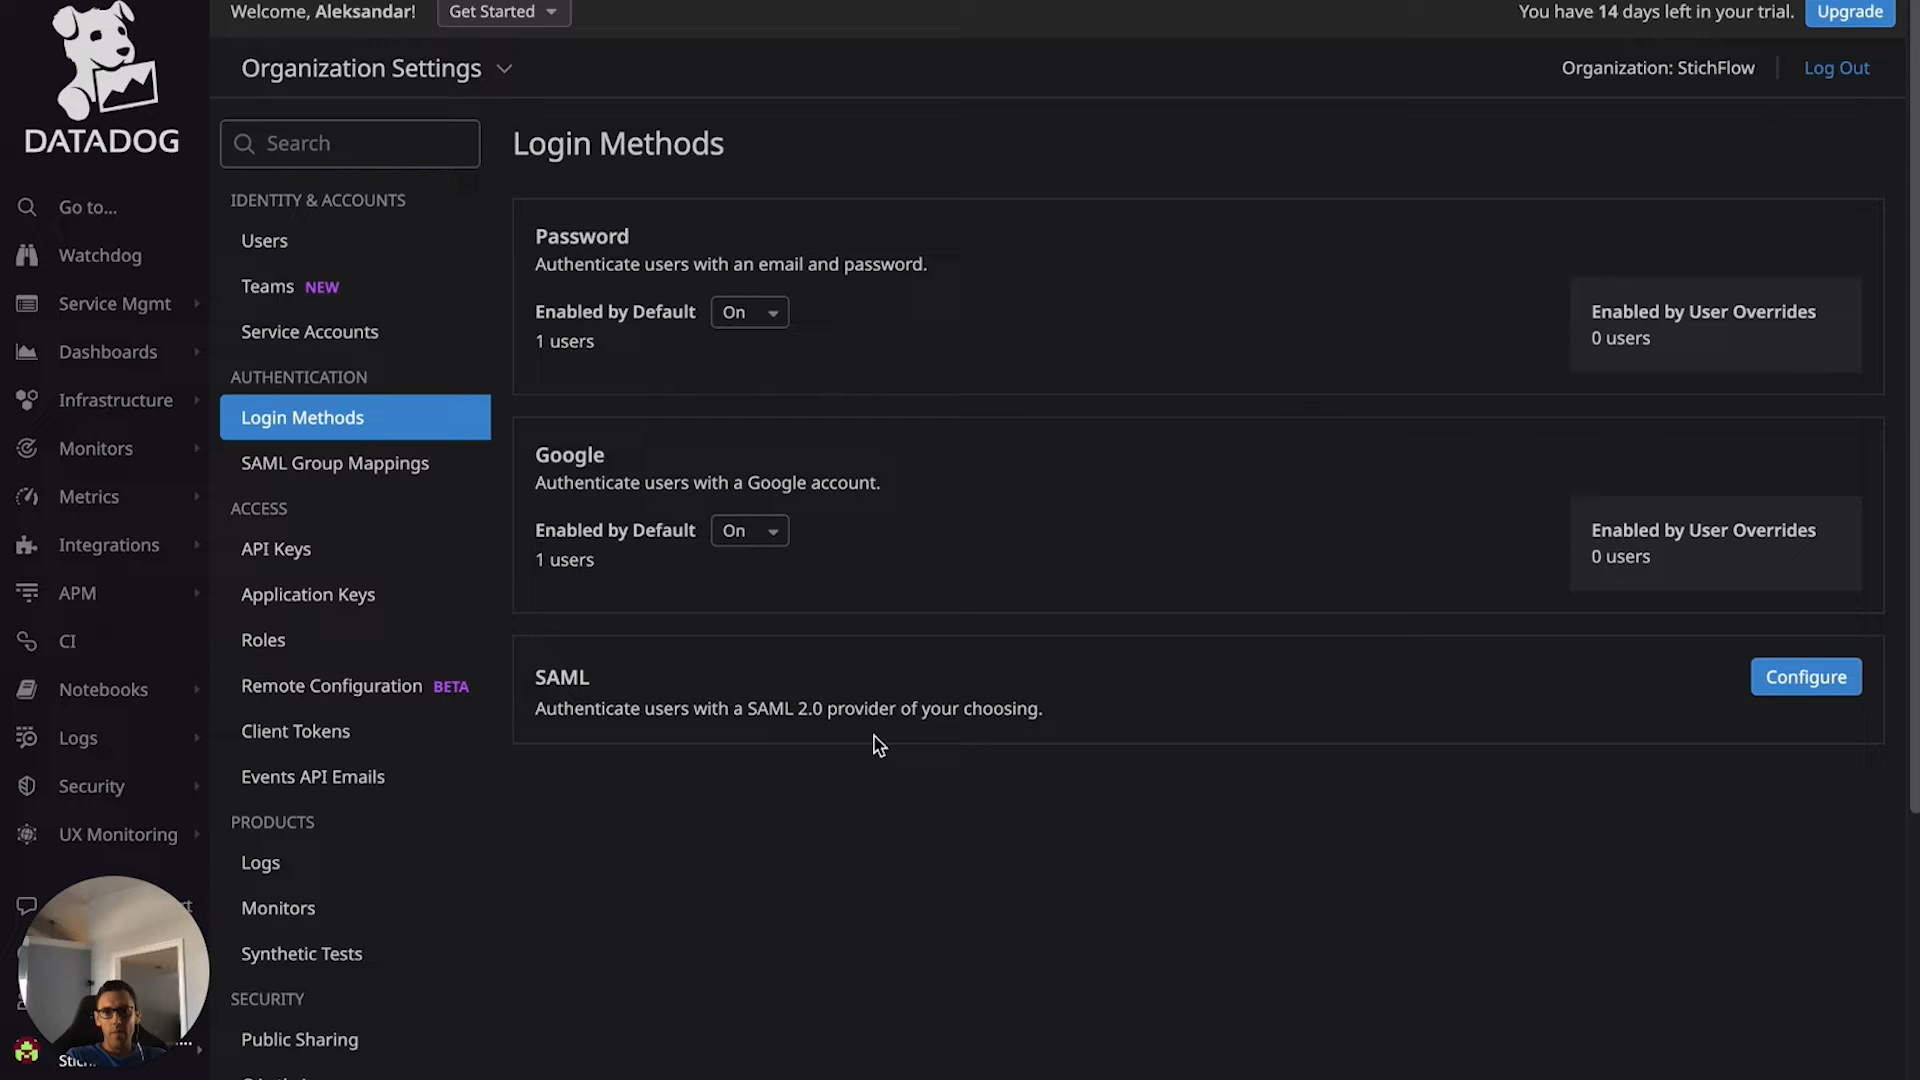 Welcome, Aleksandar!
Get Started
You have 14 days left in your trial.
Upgrade
DATADOG
Organization Settings
Organization: StichFlow
Log Out
Go to...
Watchdog
Service Mgmt
Dashboards
Infrastructure
Monitors
Metrics
Integrations
APM
CI
Notebooks
Logs
Security
UX Monitoring
Search
IDENTITY & ACCOUNTS
Users
Teams NEW
Service Accounts
AUTHENTICATION
Login Methods
SAML Group Mappings
ACCESS
API Keys
Application Keys
Roles
Remote Configuration BETA
Client Tokens
Events API Emails
PRODUCTS
Logs
Monitors
Synthetic Tests
SECURITY
Public Sharing
Login Methods
Password
Authenticate users with an email and password.
Enabled by Default On
1 users
Enabled by User Overrides
0 users
Google
Authenticate users with a Google account.
Enabled by Default On
1 users
Enabled by User Overrides
0 users
SAML
Authenticate users with a SAML 2.0 provider of your choosing.
Configure